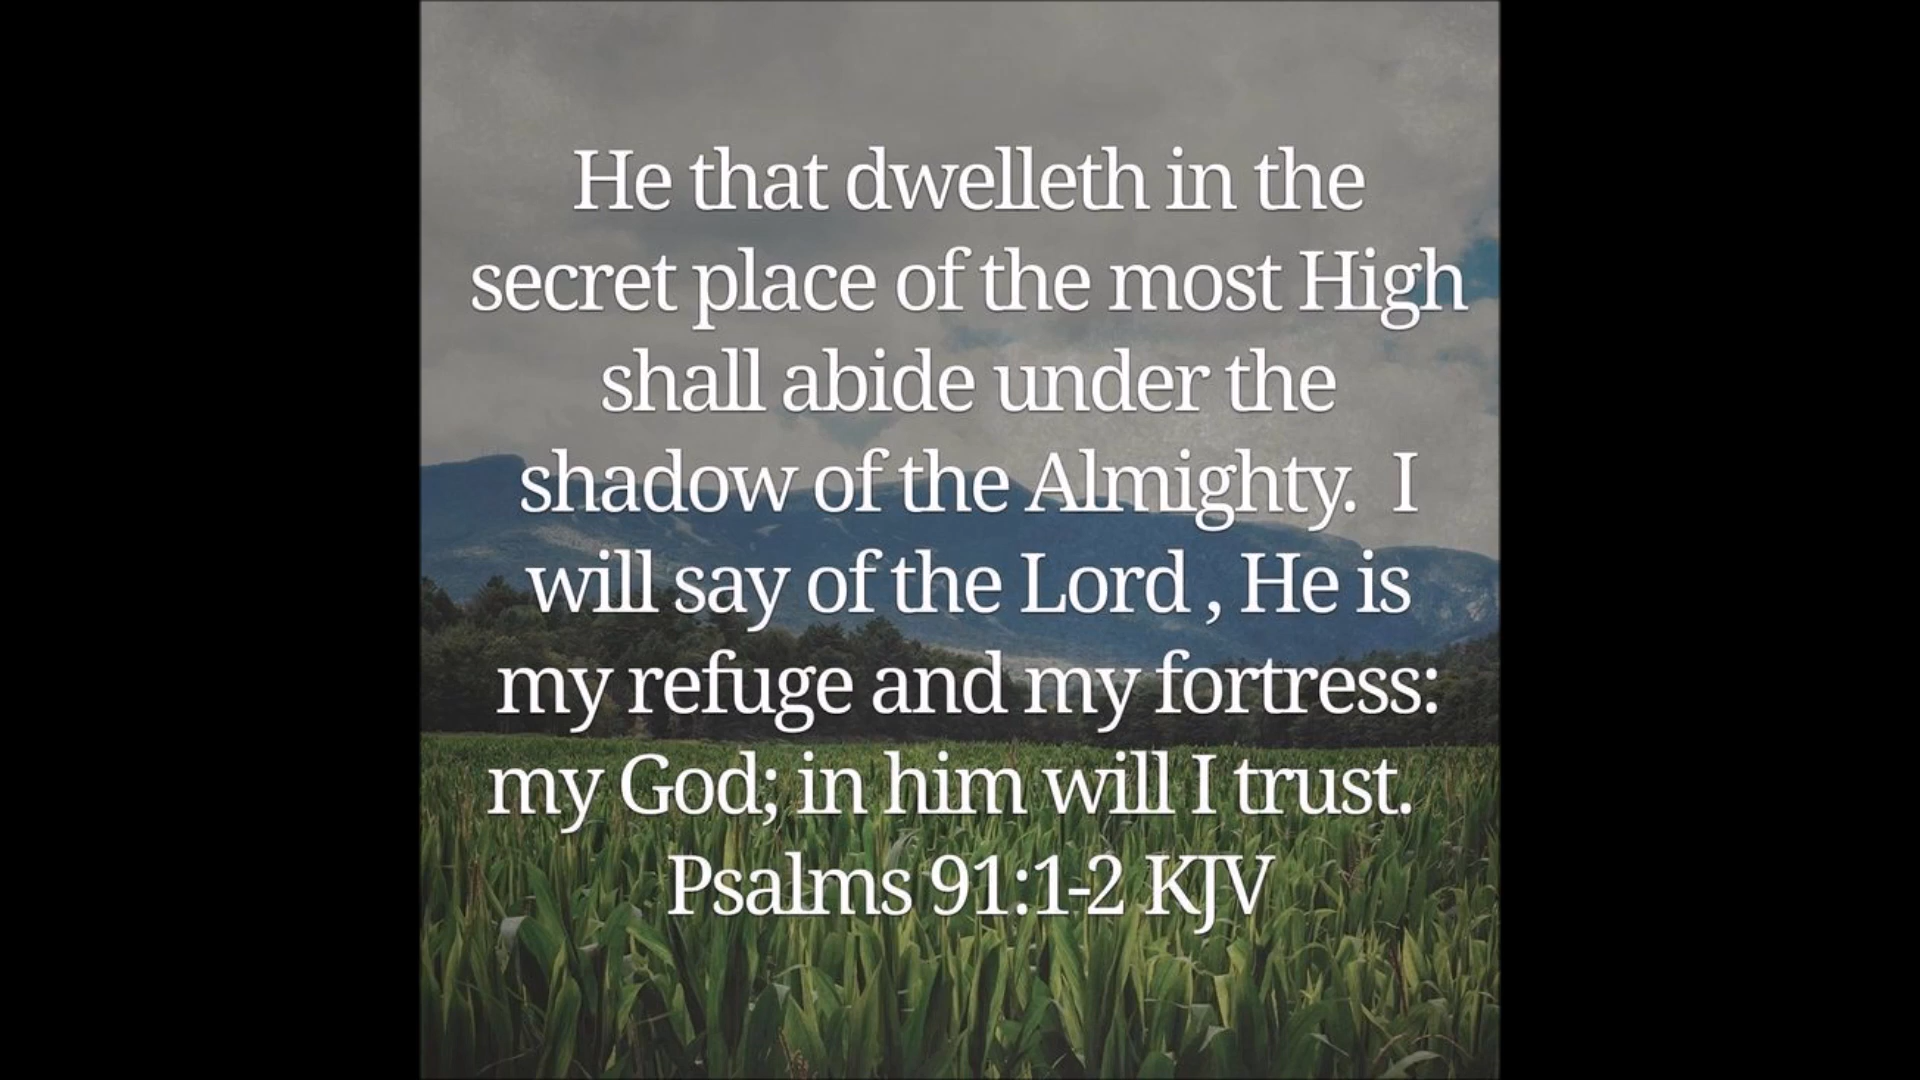 He that dwelleth in the
secret place of the most High
shall abide under the
shadow of the Almighty.  I
will say of the Lord , He is
my refuge and my fortress:
my God; in him will I trust.
Psalms 91:1-2 KJV